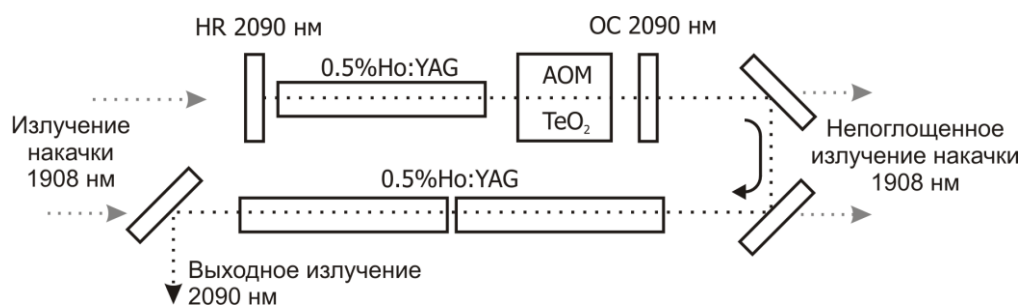 HR 2090 нм
OC 2090 нм
0.5%Ho:YAG
AOM
TeO₂
Излучение
накачки
1908 нм
Непоглощенное
излучение накачки
1908 нм
0.5%Ho:YAG
Выходное излучение
2090 нм